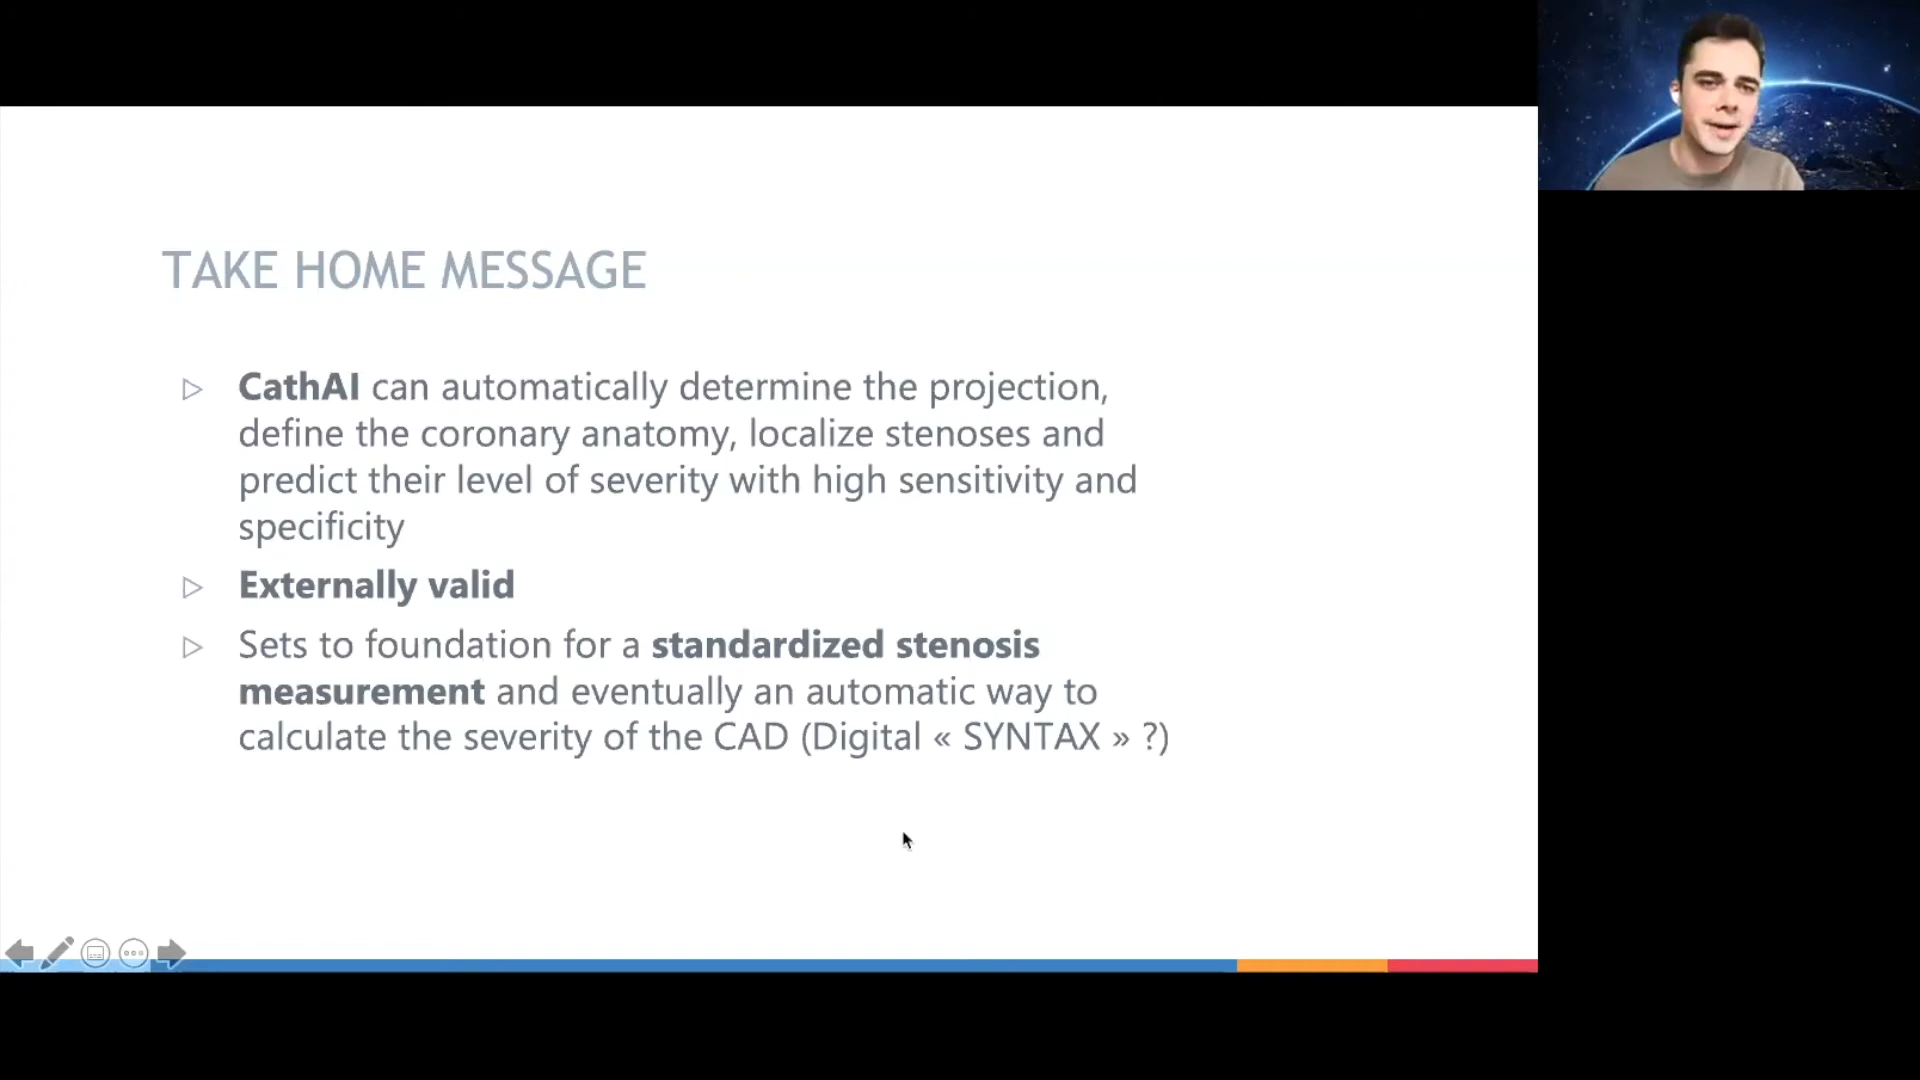 TAKE HOME MESSAGE
CathAI can automatically determine the projection,
define the coronary anatomy, localize stenoses and
predict their level of severity with high sensitivity and
specificity
Externally valid
Sets to foundation for a standardized stenosis
measurement and eventually an automatic way to
calculate the severity of the CAD (Digital « SYNTAX » ?)